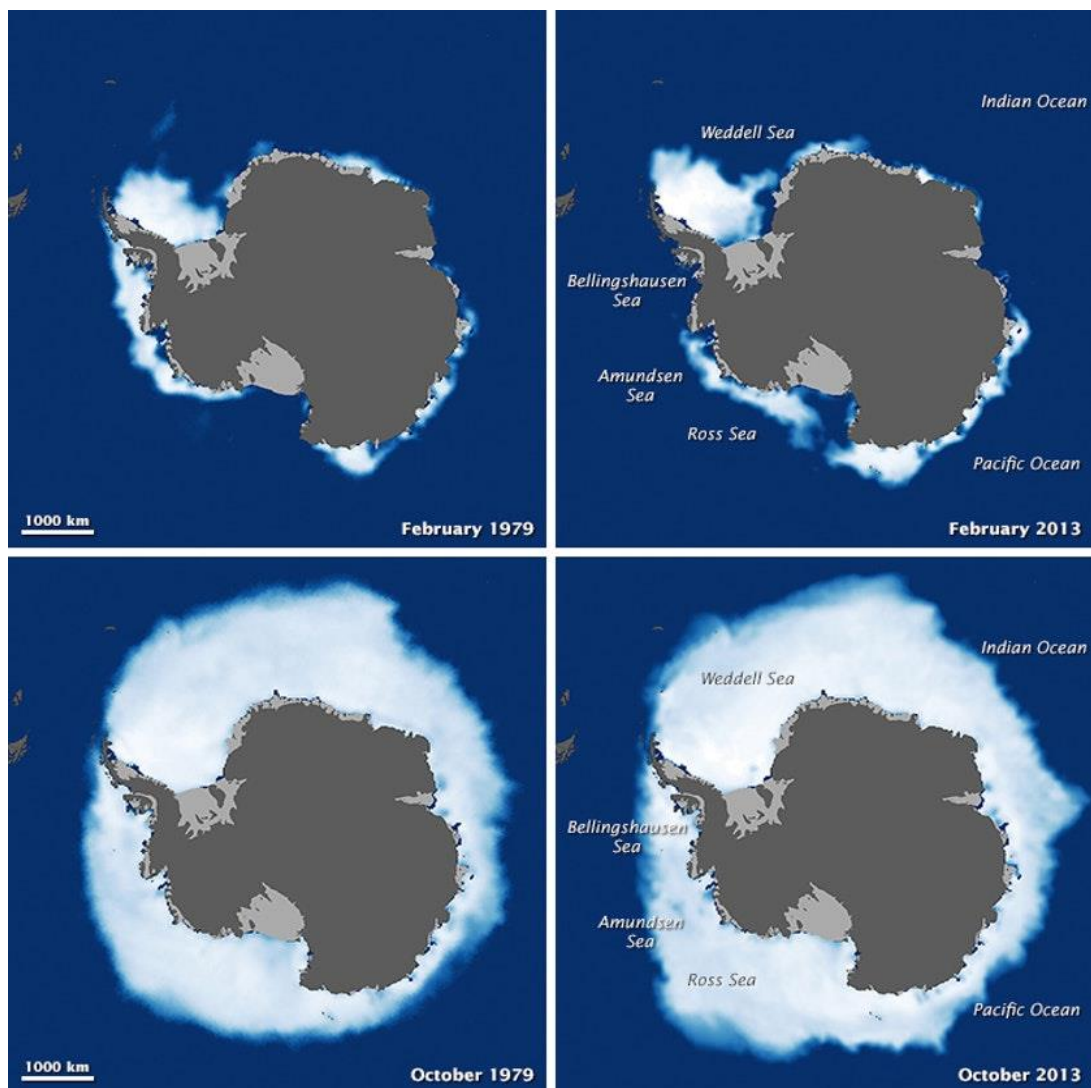 Indian Ocean
Weddell Sea
Bellingshausen
Sea
Amundsen
Sea
Ross Sea
Pacific Ocean
1000 km
February 1979
February 2013
Indian Ocean
Weddell Sea
Bellingshausen
Sea
Amundsen
Sea
Ross Sea
Pacific Ocean
1000 km
October 1979
October 2013